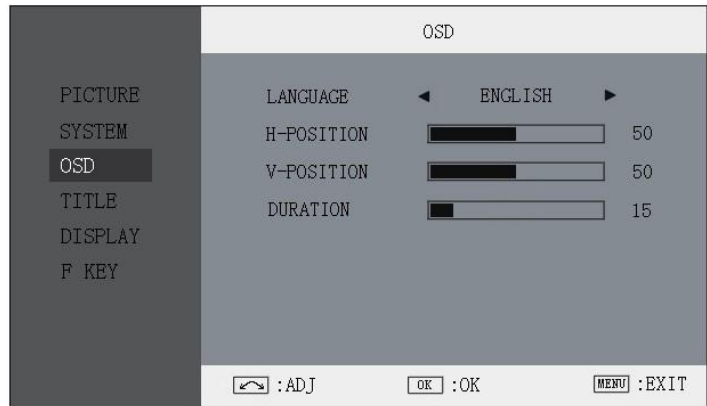 OSD
PICTURE
SYSTEM
OSD
TITLE
DISPLAY
F KEY
LANGUAGE ◀ ENGLISH ▶
H-POSITION 50
V-POSITION 50
DURATION 15
:ADJ OK :OK MENU :EXIT